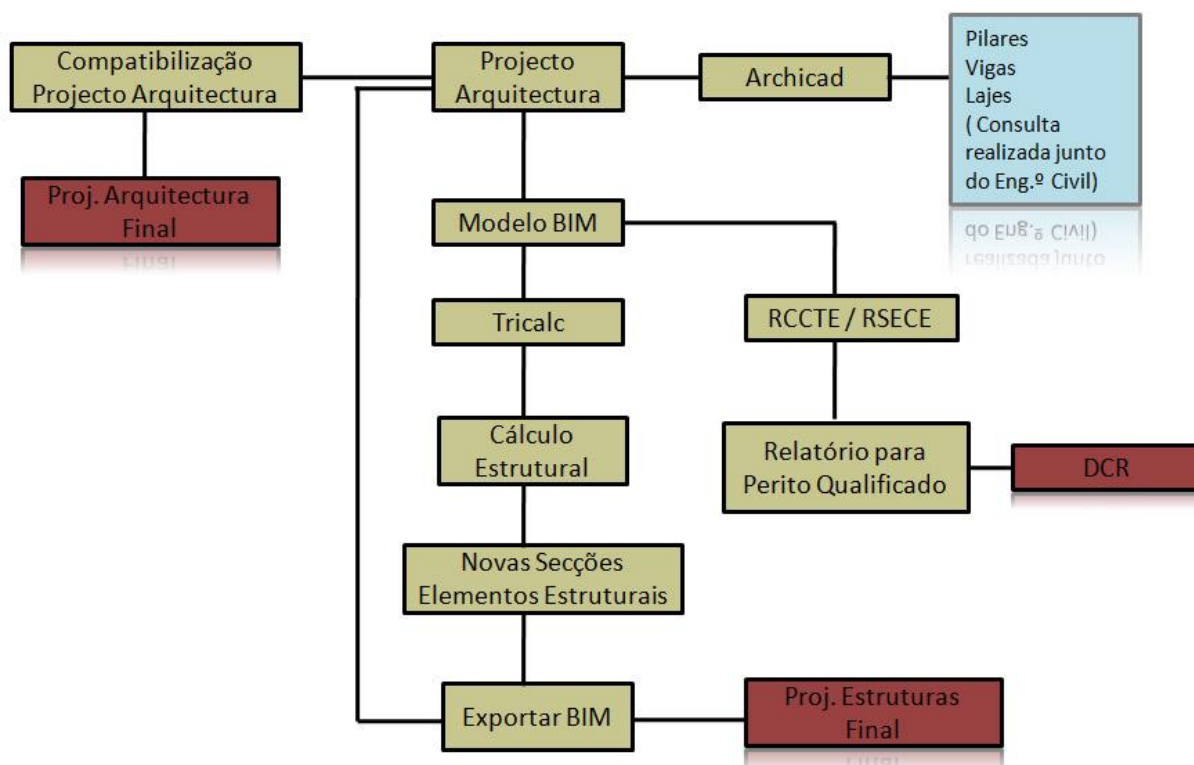 Compatibilização
Projecto Arquitectura
Projecto
Arquitectura
Archicad
Pilares
Vigas
Lajes
( Consulta
realizada junto
do Eng.º Civil)
Proj. Arquitectura
Final
Modelo BIM
Tricalc
RCCTE / RSECE
Cálculo
Estrutural
Relatório para
Perito Qualificado
DCR
Novas Secções
Elementos Estruturais
Exportar BIM
Proj. Estruturas
Final